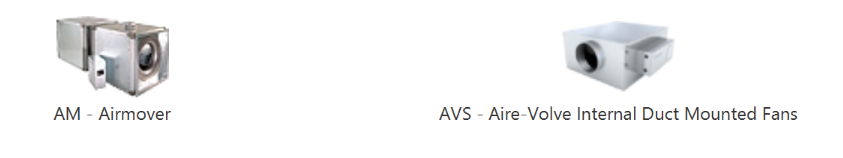 AM - Airmover
AVS - Aire-Volve Internal Duct Mounted Fans